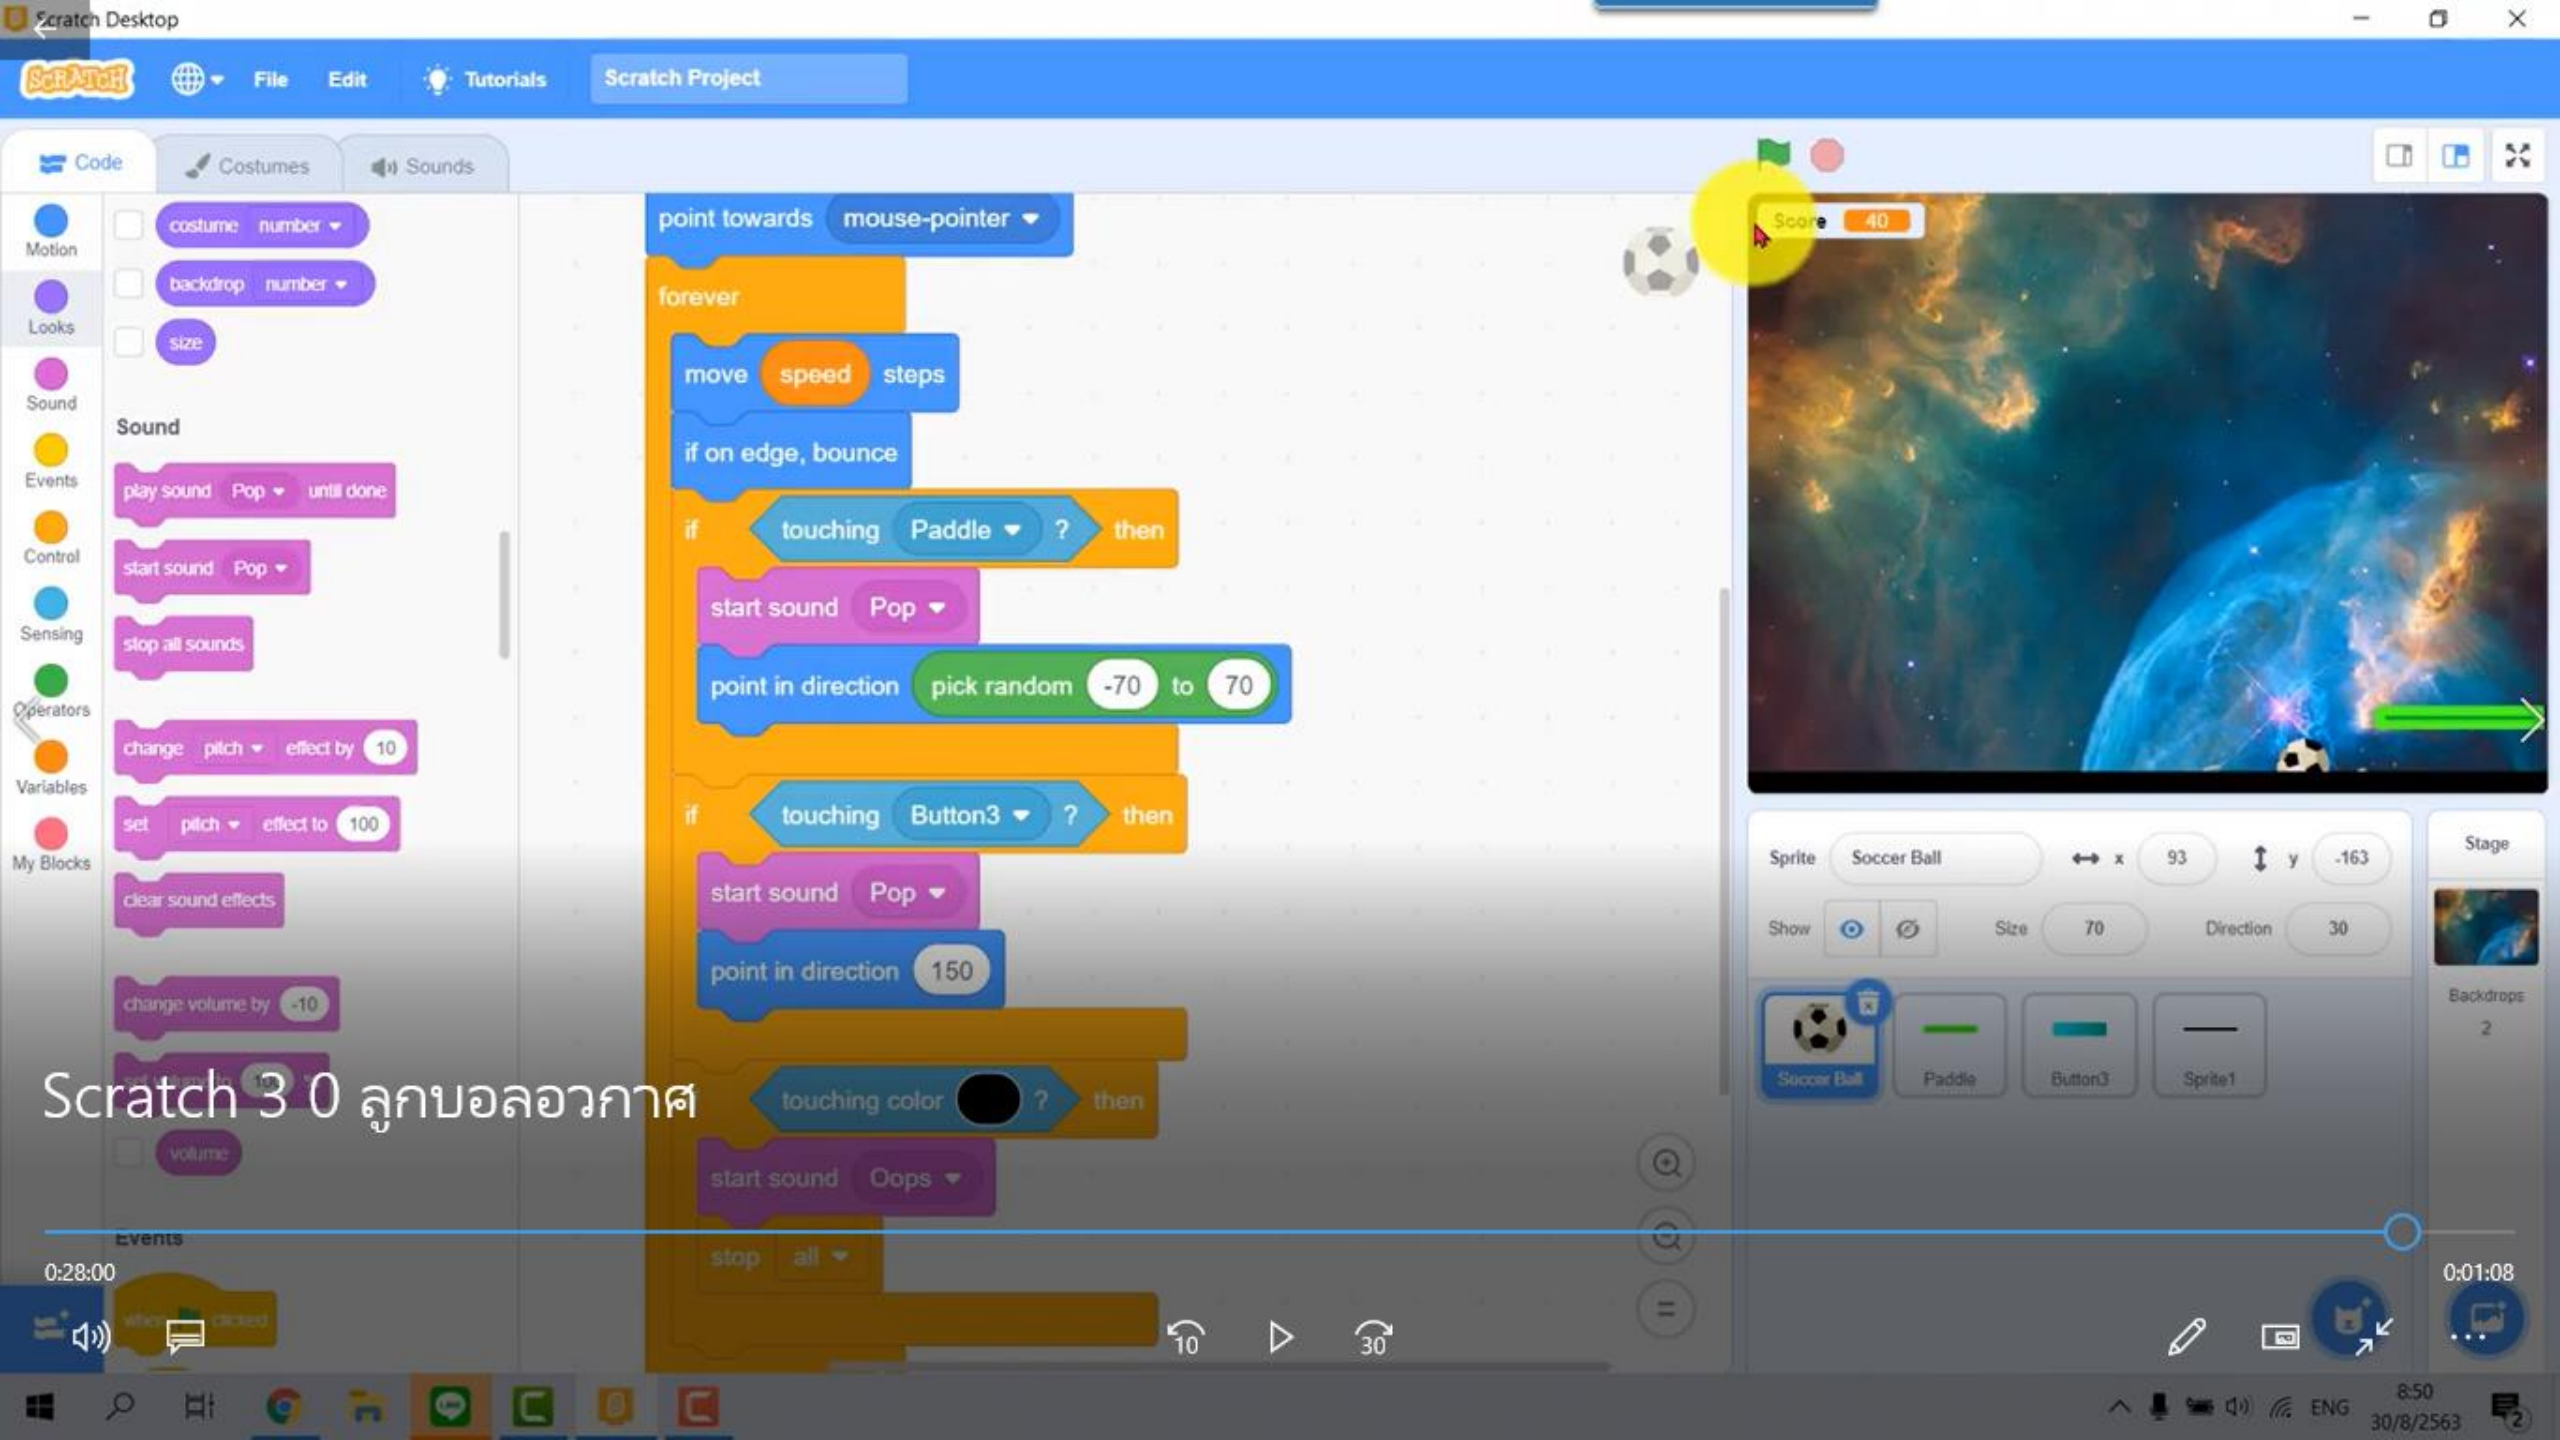 Scratch Desktop
SCRATCH
File
Edit
Tutorials
Scratch Project
Code
Costumes
Sounds
Motion
Looks
Sound
Events
Control
Sensing
Operators
Variables
My Blocks
costume number
backdrop number
size
Sound
play sound Pop until done
start sound Pop
stop all sounds
change pitch effect by 10
set pitch effect to 100
clear sound effects
change volume by -10
volume
Events
when clicked
point towards mouse-pointer
forever
move speed steps
if on edge, bounce
if touching Paddle ? then
start sound Pop
point in direction pick random -70 to 70
if touching Button3 ? then
start sound Pop
point in direction 150
touching color ? then
start sound Oops
stop all
Score 40
Sprite Soccer Ball x 93 y -163
Show Size 70 Direction 30
Soccer Ball
Paddle
Button3
Sprite1
Stage
Backdrops
2
Scratch 3 0 ลูกบอลอวกาศ
0:28:00
0:01:08
10
30
ENG
8:50
30/8/2563
2